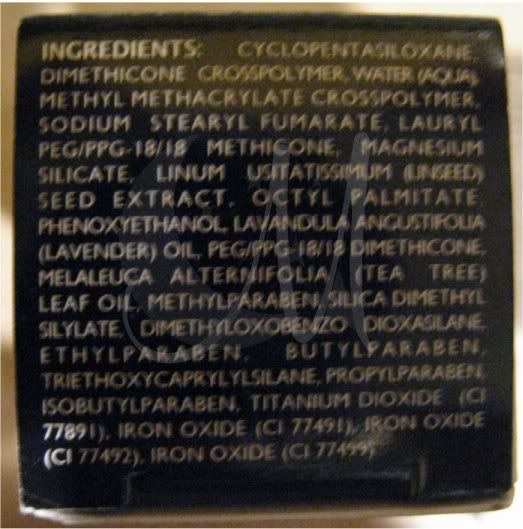 INGREDIENTS: CYCLOPENTASILOXANE,
DIMETHICONE CROSSPOLYMER, WATER (AQUA),
METHYL METHACRYLATE CROSSPOLYMER,
SODIUM STEARYL FUMARATE, LAURYL
PEG/PPG-18/18 METHICONE, MAGNESIUM
SILICATE, LINUM USITATISSIMUM (LINSEED)
SEED EXTRACT, OCTYL PALMITATE,
PHENOXYETHANOL, LAVANDULA ANGUSTIFOLIA
(LAVENDER) OIL, PEG/PPG-18/18 DIMETHICONE,
MELALEUCA ALTERNIFOLIA (TEA TREE)
LEAF OIL, METHYLPARABEN, SILICA DIMETHYL
SILYLATE, DIMETHYLOXOBENZO DIOXASILANE,
ETHYLPARABEN, BUTYLPARABEN,
TRIETHOXYCAPRYLYLSILANE, PROPYLPARABEN,
ISOBUTYLPARABEN, TITANIUM DIOXIDE (CI
77891), IRON OXIDE (CI 77491), IRON OXIDE
(CI 77492), IRON OXIDE (CI 77499)